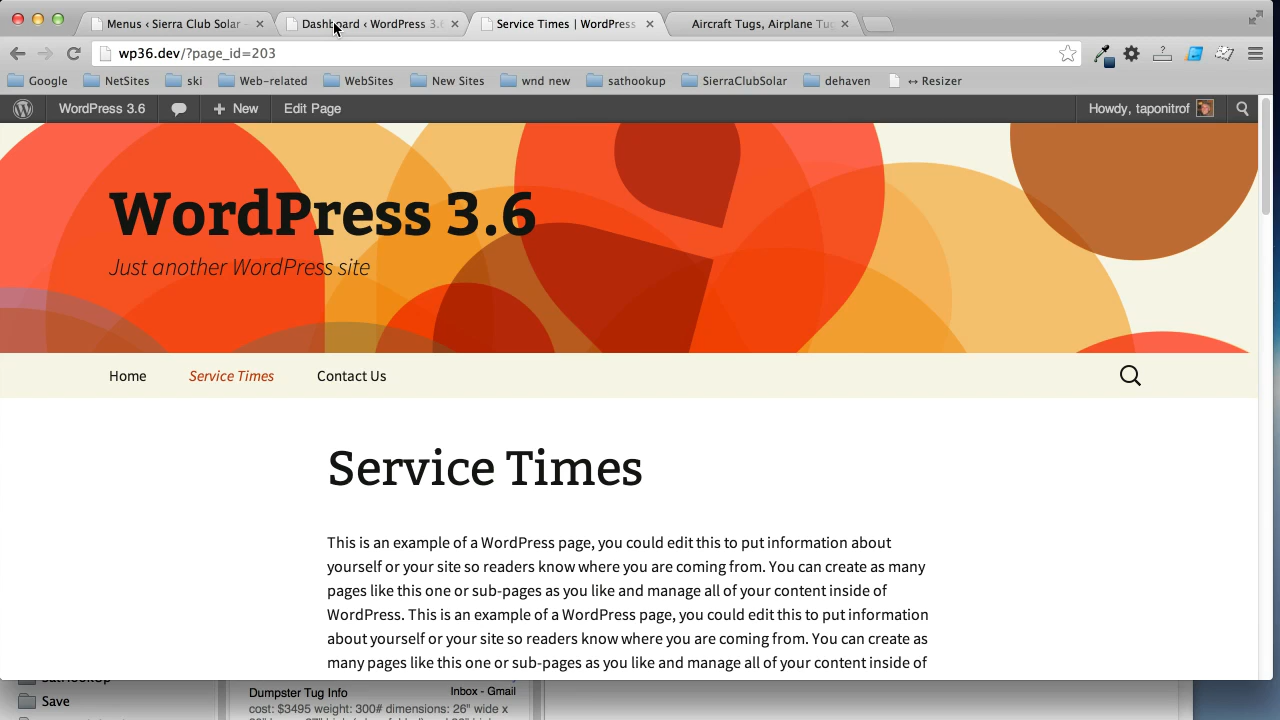 Menus ‹ Sierra Club Solar
Dashboard ‹ WordPress 3.6
Service Times | WordPress
Aircraft Tugs, Airplane Tug
wp36.dev/?page_id=203
Google NetSites ski Web-related WebSites New Sites wnd new sathookup SierraClubSolar dehaven ↔ Resizer
WordPress 3.6 + New Edit Page Howdy, taponitrof
WordPress 3.6
Just another WordPress site
Home Service Times Contact Us
Service Times
This is an example of a WordPress page, you could edit this to put information about
yourself or your site so readers know where you are coming from. You can create as many
pages like this one or sub-pages as you like and manage all of your content inside of
WordPress. This is an example of a WordPress page, you could edit this to put information
about yourself or your site so readers know where you are coming from. You can create as
many pages like this one or sub-pages as you like and manage all of your content inside of
Save
Dumpster Tug Info Inbox - Gmail
cost: $3495 weight: 300# dimensions: 26" wide x